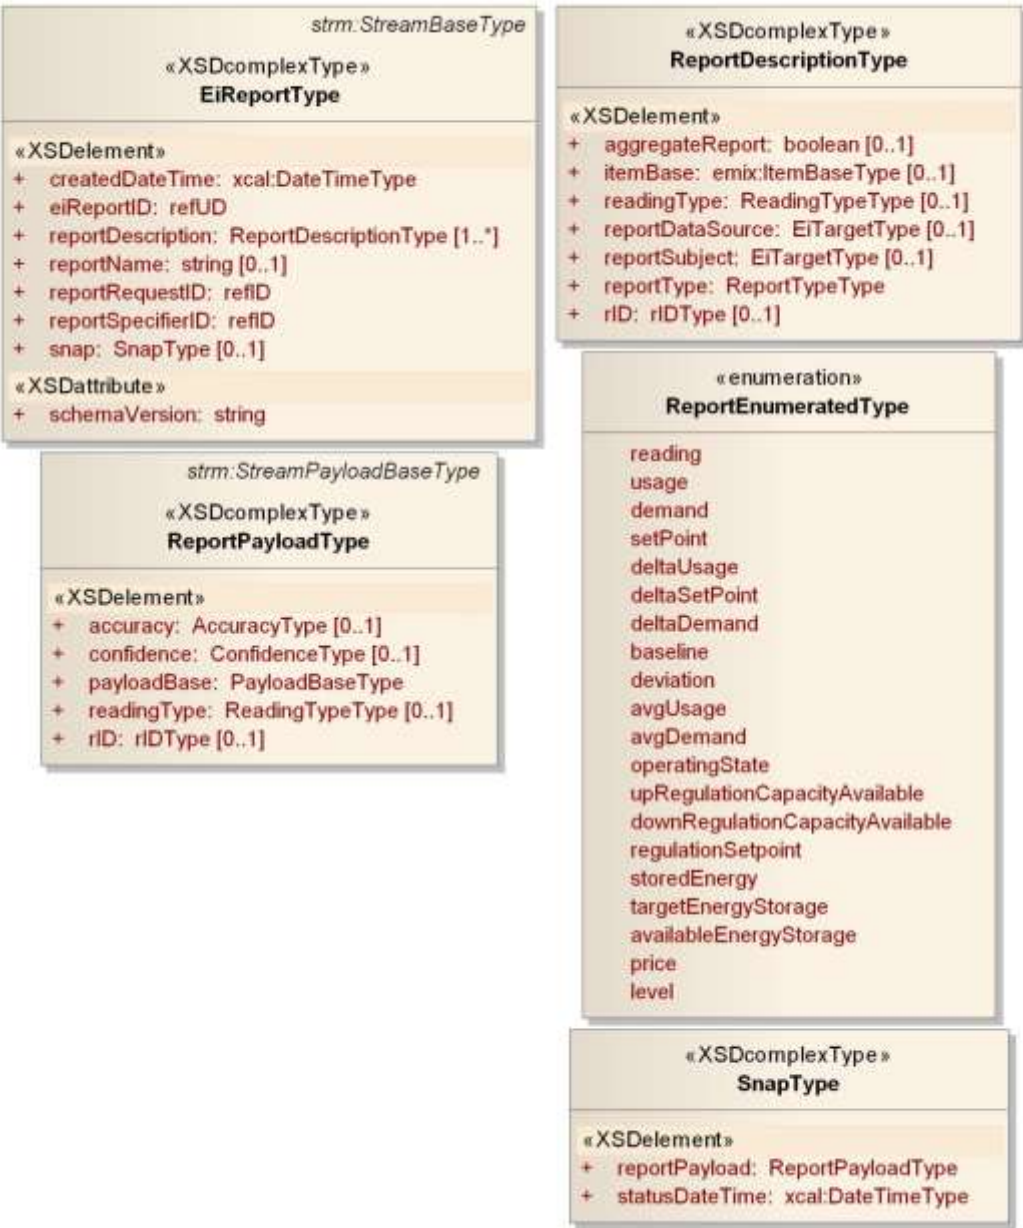 strm:StreamBaseType
«XSDcomplexType»
EiReportType
«XSDelement»
+ createdDateTime: xcal:DateTimeType
+ eiReportID: refUD
+ reportDescription: ReportDescriptionType [1..*]
+ reportName: string [0..1]
+ reportRequestID: refID
+ reportSpecifierID: refID
+ snap: SnapType [0..1]
«XSDattribute»
+ schemaVersion: string
strm:StreamPayloadBaseType
«XSDcomplexType»
ReportPayloadType
«XSDelement»
+ accuracy: AccuracyType [0..1]
+ confidence: ConfidenceType [0..1]
+ payloadBase: PayloadBaseType
+ readingType: ReadingTypeType [0..1]
+ rID: rIDType [0..1]
«XSDcomplexType»
ReportDescriptionType
«XSDelement»
+ aggregateReport: boolean [0..1]
+ itemBase: emix:ItemBaseType [0..1]
+ readingType: ReadingTypeType [0..1]
+ reportDataSource: EiTargetType [0..1]
+ reportSubject: EiTargetType [0..1]
+ reportType: ReportTypeType
+ rID: rIDType [0..1]
«enumeration»
ReportEnumeratedType
reading
usage
demand
setPoint
deltaUsage
deltaSetPoint
deltaDemand
baseline
deviation
avgUsage
avgDemand
operatingState
upRegulationCapacityAvailable
downRegulationCapacityAvailable
regulationSetpoint
storedEnergy
targetEnergyStorage
availableEnergyStorage
price
level
«XSDcomplexType»
SnapType
«XSDelement»
+ reportPayload: ReportPayloadType
+ statusDateTime: xcal:DateTimeType